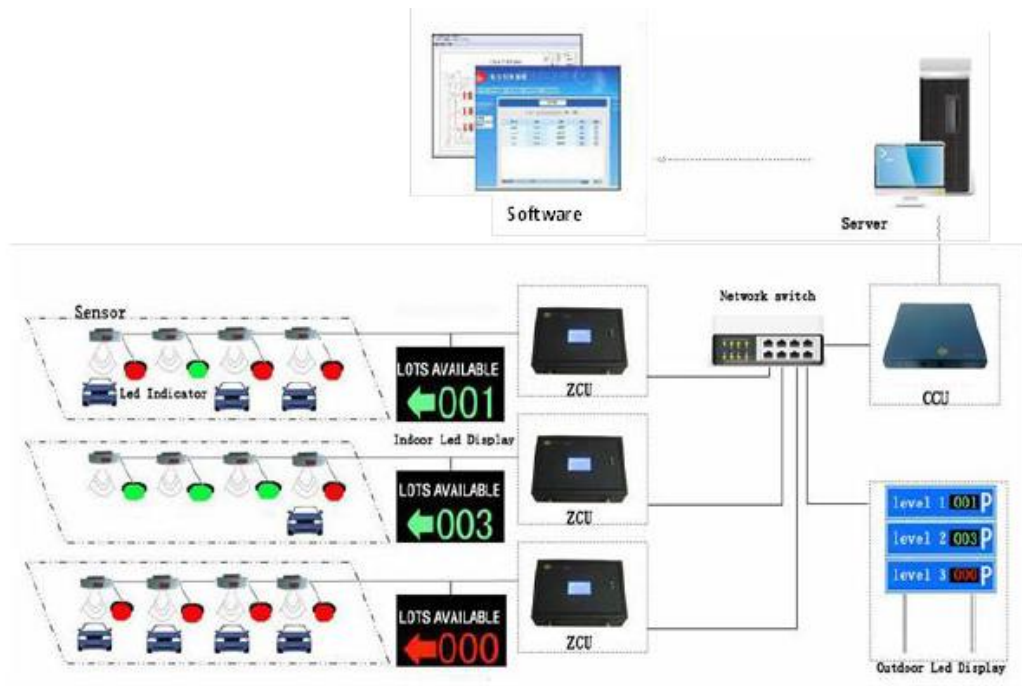 Software
Server
Network switch
Sensor
Led Indicator
LOTS AVAILABLE
001
ZCU
CCU
Indoor Led Display
LOTS AVAILABLE
003
ZCU
level 1 001 P
level 2 003 P
level 3 000 P
LOTS AVAILABLE
000
ZCU
Outdoor Led Display